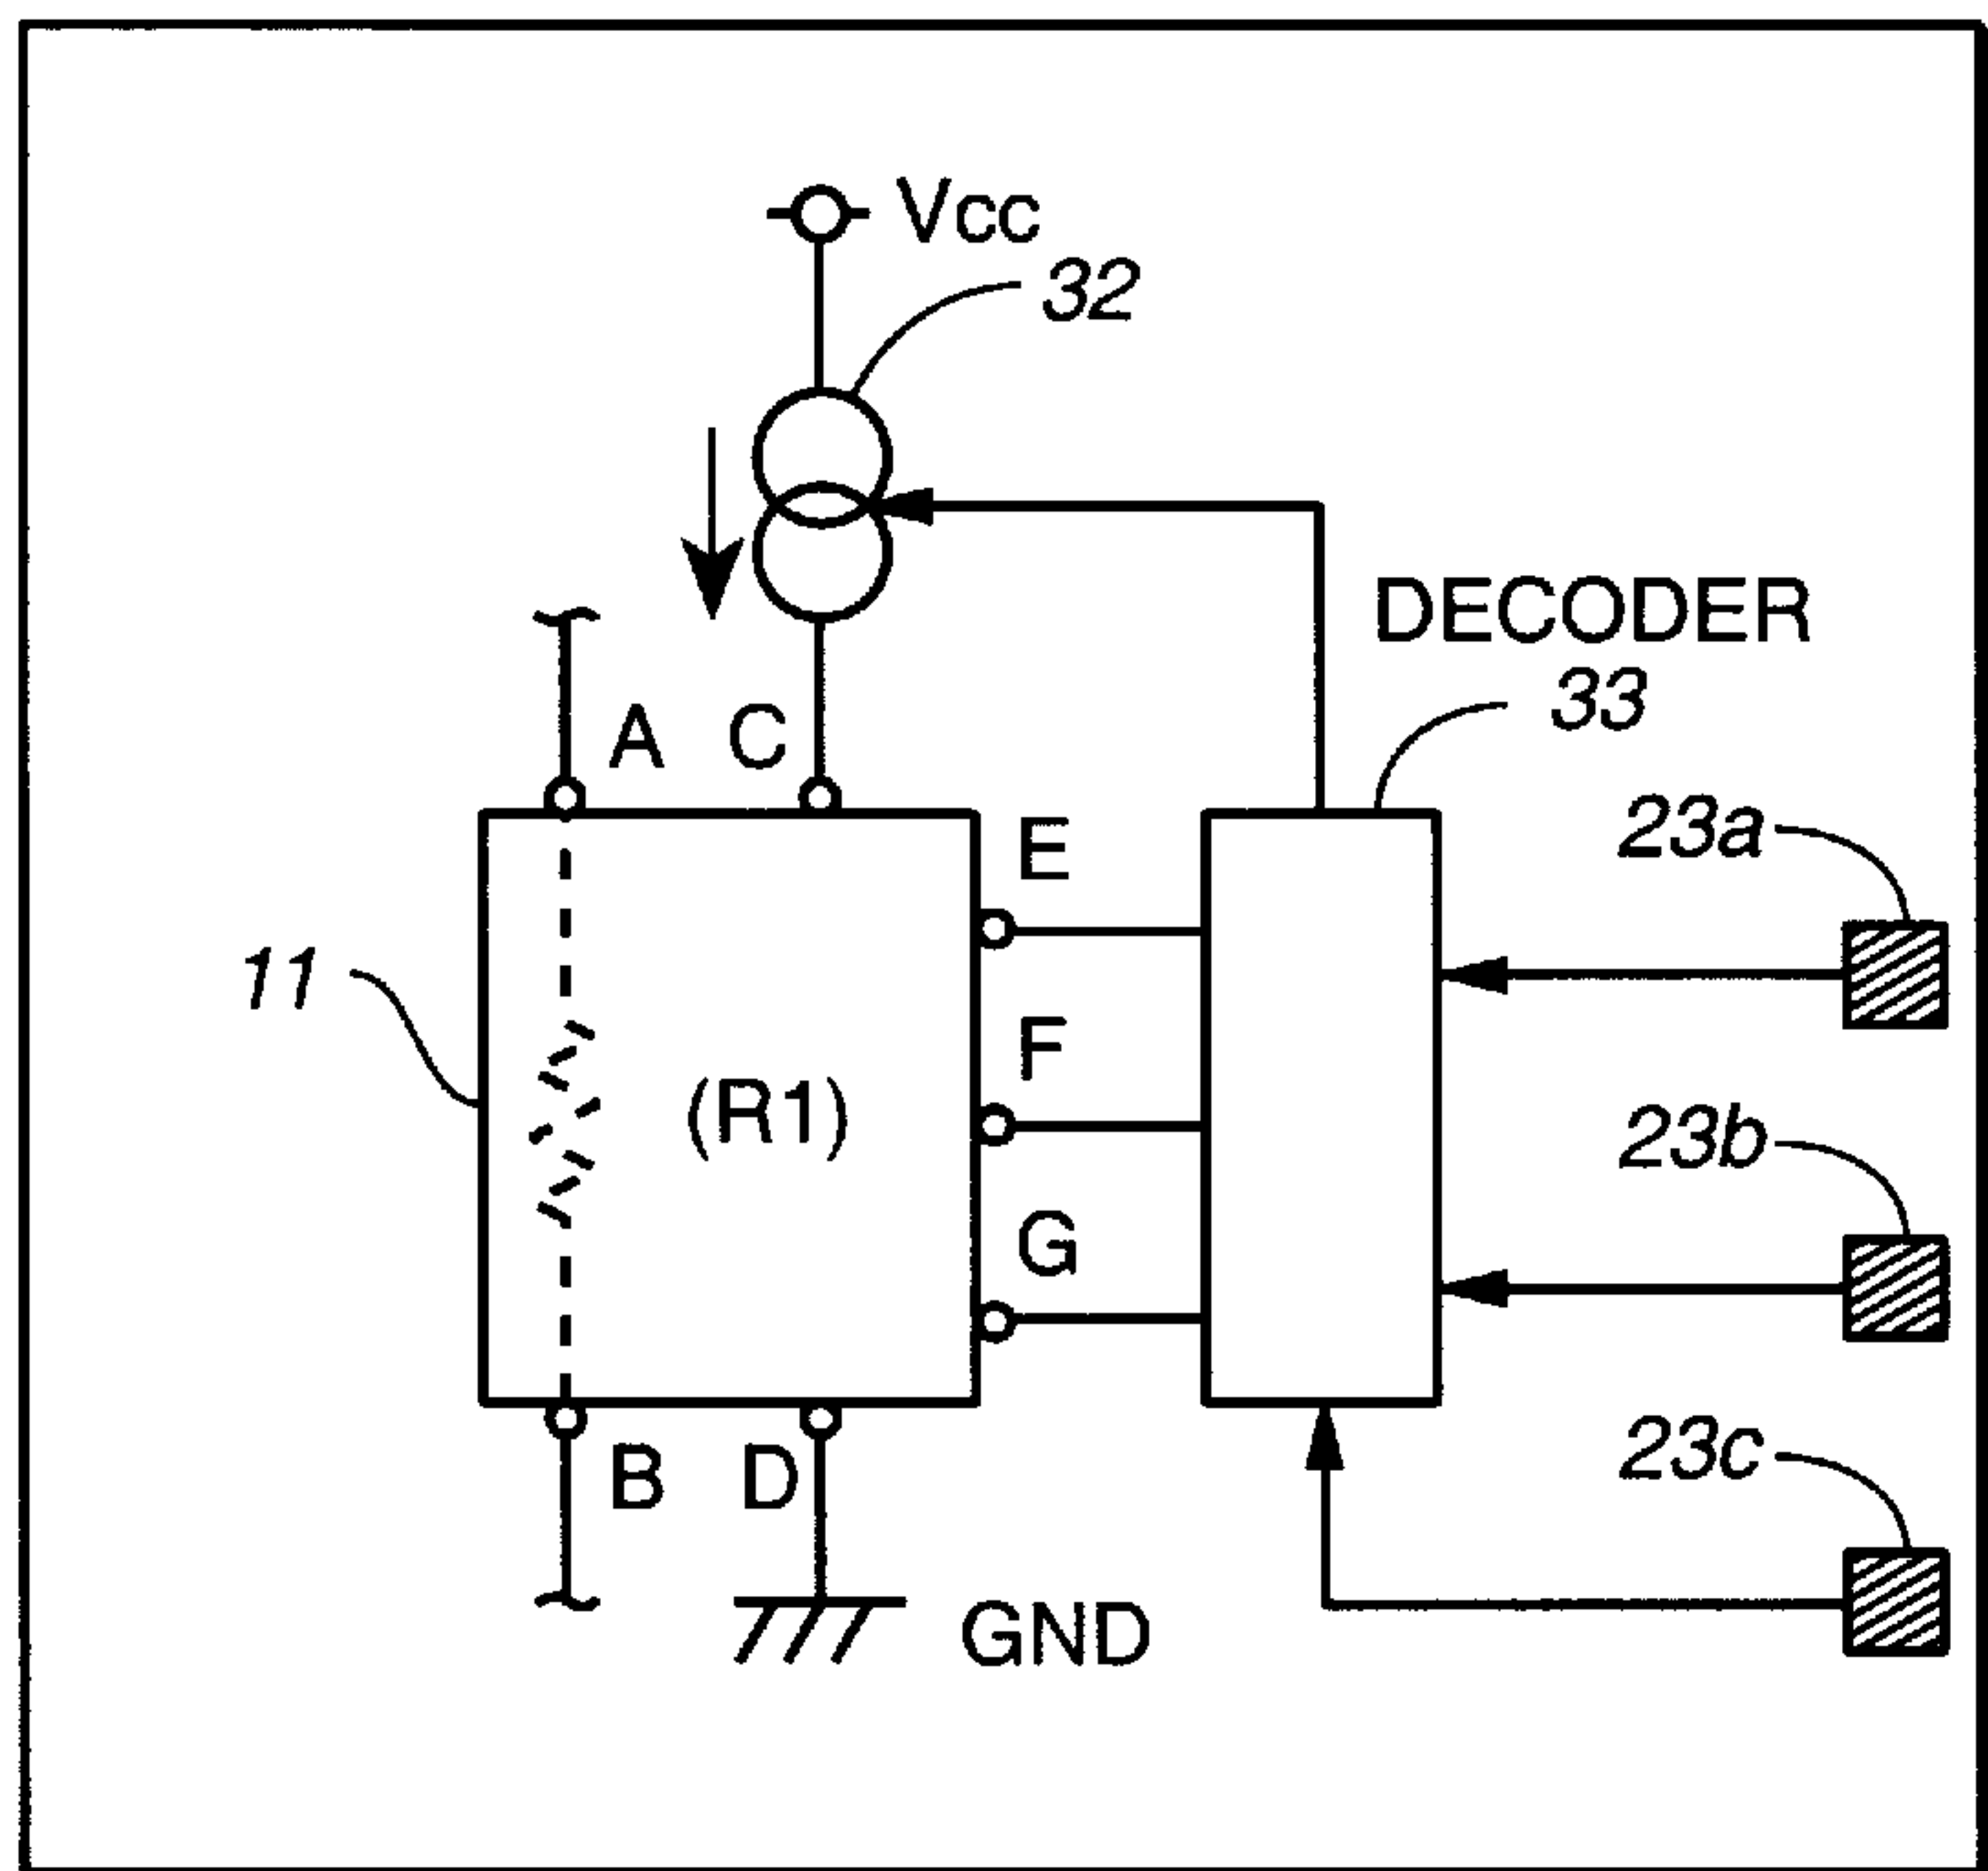 Vcc
32
DECODER
33
A
C
E
23a
11
F
(R1)
23b
G
B
D
23c
GND